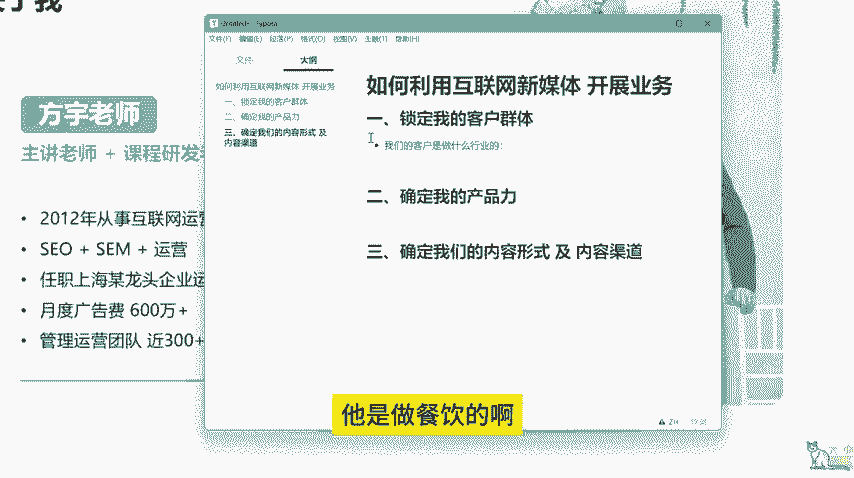 方宇老师
主讲老师 + 课程研发
• 2012年从事互联网运营
• SEO + SEM + 运营
• 任职上海某龙头企业运
• 月度广告费 600万+
• 管理运营团队 近300+
文件(F) 编辑(E) 段落(P) 格式(O) 视图(V) 主题(T) 帮助(H)
文件 大纲
如何利用互联网新媒体 开展业务
一、锁定我的客户群体
二、确定我的产品力
三、确定我们的内容形式 及
内容渠道
如何利用互联网新媒体 开展业务
一、锁定我的客户群体
• 我们的客户是做什么行业的:
二、确定我的产品力
三、确定我们的内容形式 及 内容渠道
他是做餐饮的啊